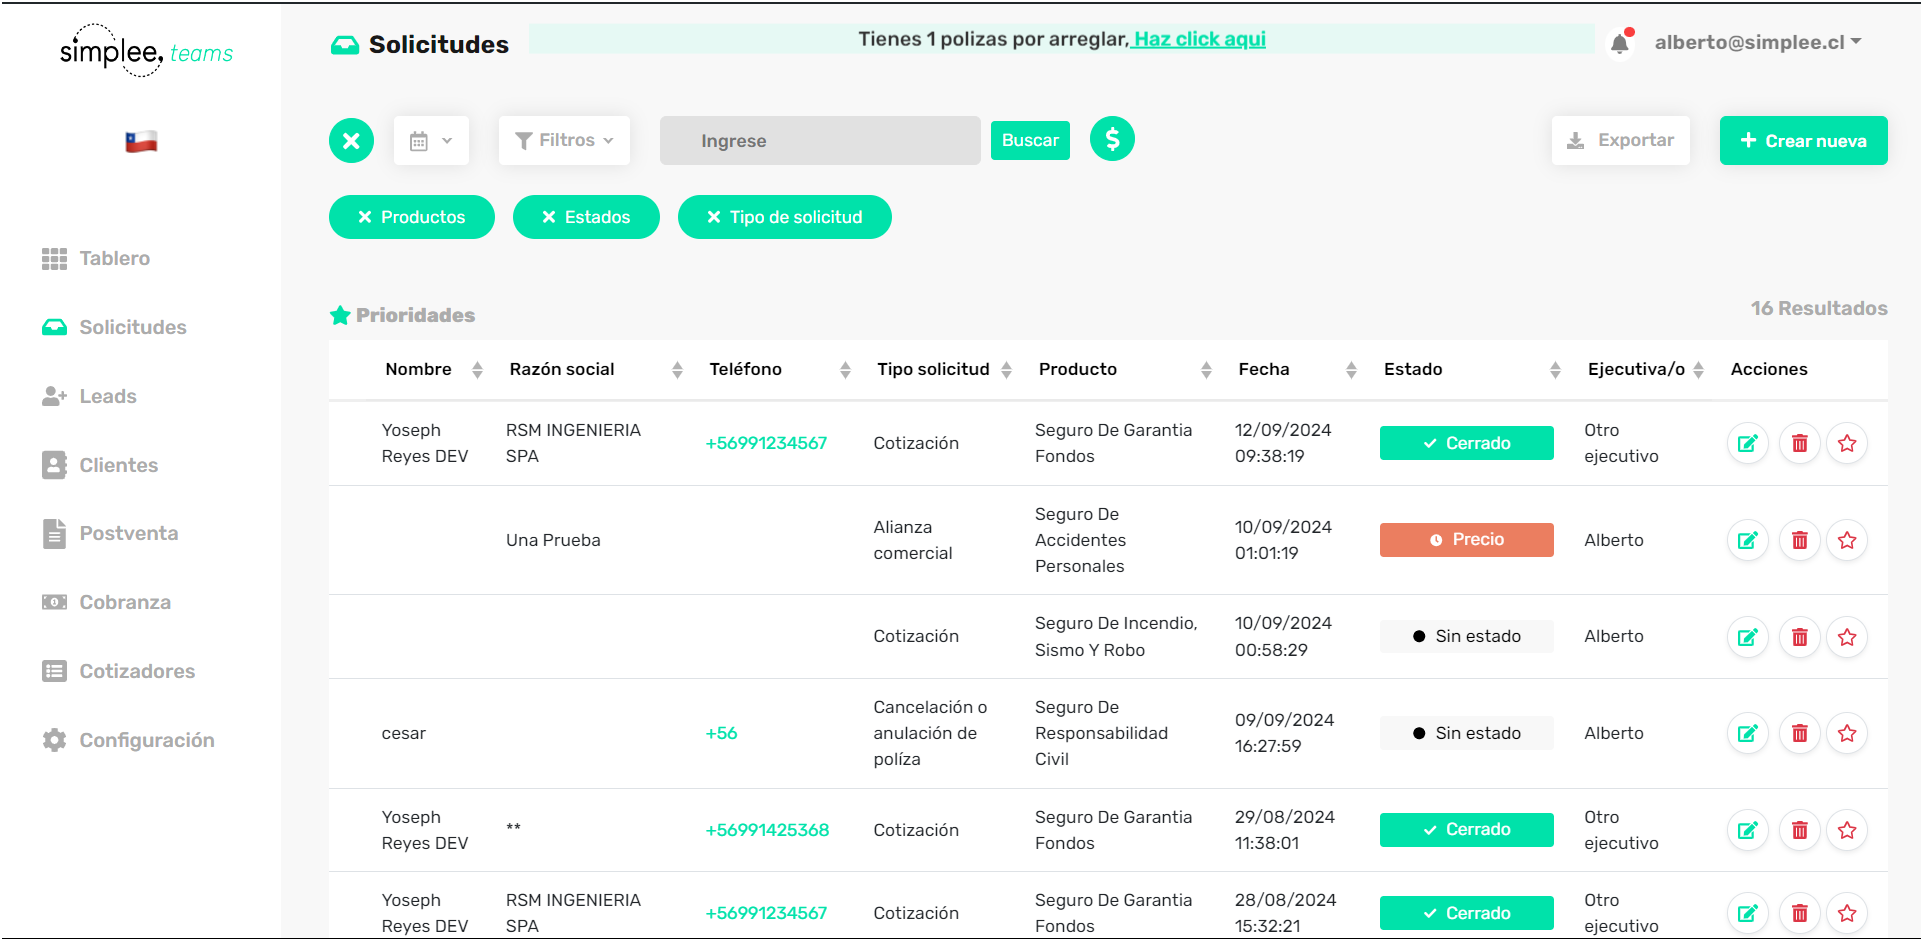 simplee, teams
Solicitudes
Tienes 1 polizas por arreglar, Haz click aqui
alberto@simplee.cl
Filtros
Ingrese
Buscar
$
Exportar
+ Crear nueva
Productos
Estados
Tipo de solicitud
Tablero
Solicitudes
Leads
Clientes
Postventa
Cobranza
Cotizadores
Configuración
Prioridades
16 Resultados
Nombre Razón social Teléfono Tipo solicitud Producto Fecha Estado Ejecutiva/o Acciones
Yoseph RSM INGENIERIA Seguro De Garantia 12/09/2024 Otro
+56991234567 Cotización Cerrado
Reyes DEV SPA Fondos 09:38:19 ejecutivo
Seguro De
Alianza 10/09/2024
Una Prueba Accidentes Precio Alberto
comercial 01:01:19
Personales
Seguro De Incendio, 10/09/2024
Cotización Sin estado Alberto
Sismo Y Robo 00:58:29
Cancelación o Seguro De
09/09/2024
cesar +56 anulación de Responsabilidad Sin estado Alberto
16:27:59
políza Civil
Yoseph Seguro De Garantia 29/08/2024 Otro
** +56991425368 Cotización Cerrado
Reyes DEV Fondos 11:38:01 ejecutivo
Yoseph RSM INGENIERIA Seguro De Garantia 28/08/2024 Otro
+56991234567 Cotización Cerrado
Reyes DEV SPA Fondos 15:32:21 ejecutivo